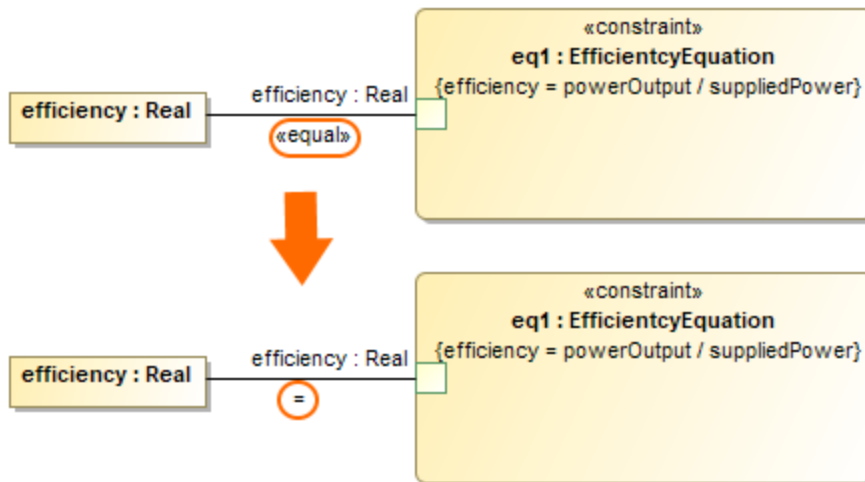 «constraint»
eq1 : EfficientcyEquation
{efficiency = powerOutput / suppliedPower}
efficiency : Real
efficiency : Real
«equal»
«constraint»
eq1 : EfficientcyEquation
{efficiency = powerOutput / suppliedPower}
efficiency : Real
efficiency : Real
=